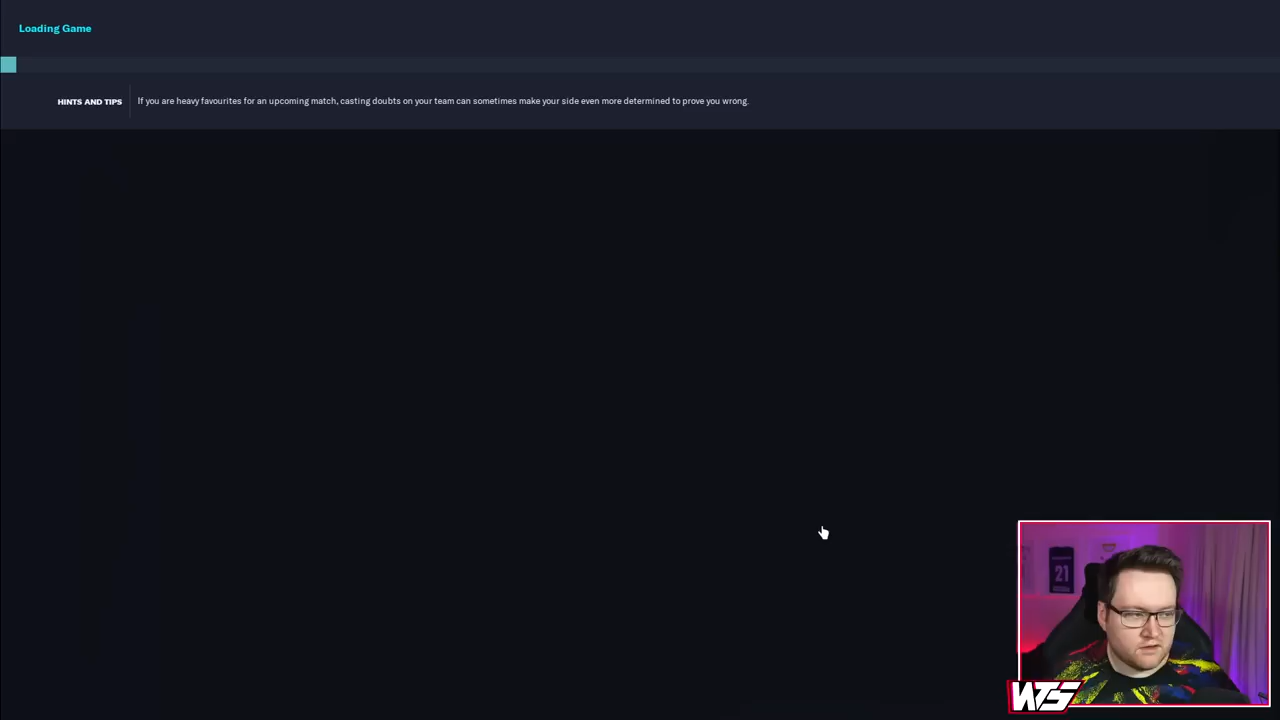 Loading Game
HINTS AND TIPS
If you are heavy favourites for an upcoming match, casting doubts on your team can sometimes make your side even more determined to prove you wrong.
21
WTS